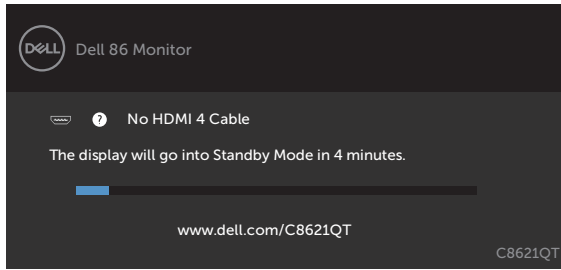 DELL
Dell 86 Monitor
? No HDMI 4 Cable
The display will go into Standby Mode in 4 minutes.
www.dell.com/C8621QT
C8621QT